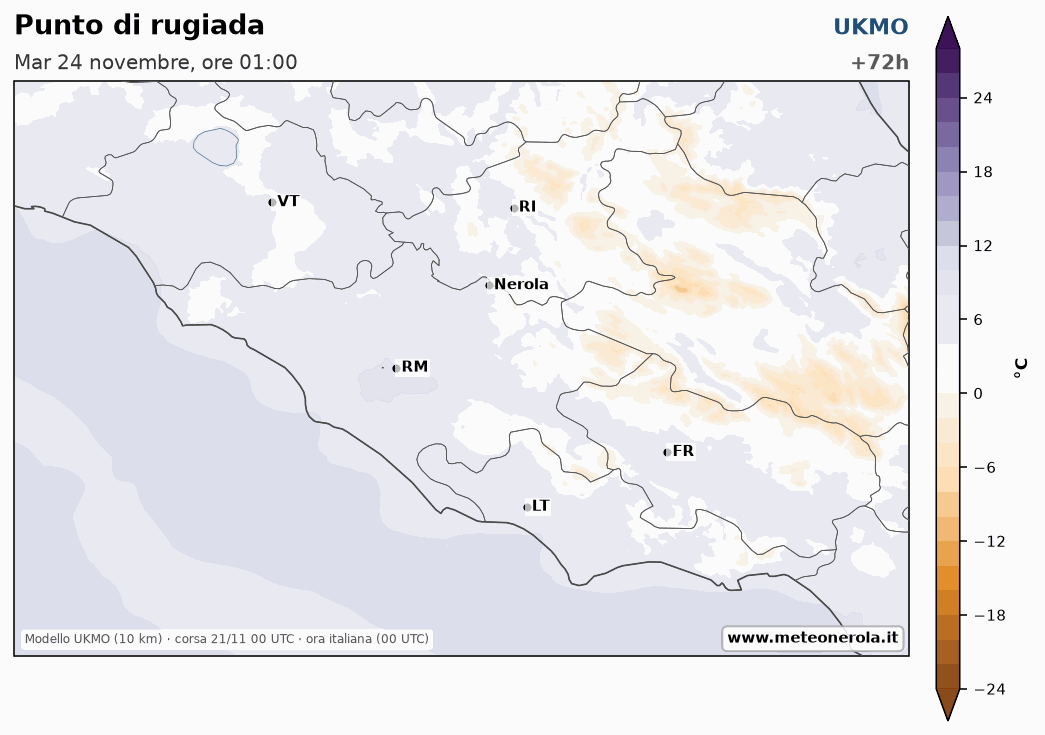 Punto di rugiada
UKMO
Mar 24 novembre, ore 01:00
+72h
VT
RI
Nerola
RM
FR
LT
Modello UKMO (10 km) · corsa 21/11 00 UTC · ora italiana (00 UTC)
www.meteonerola.it
24
18
12
6
0
−6
−12
−18
−24
°C